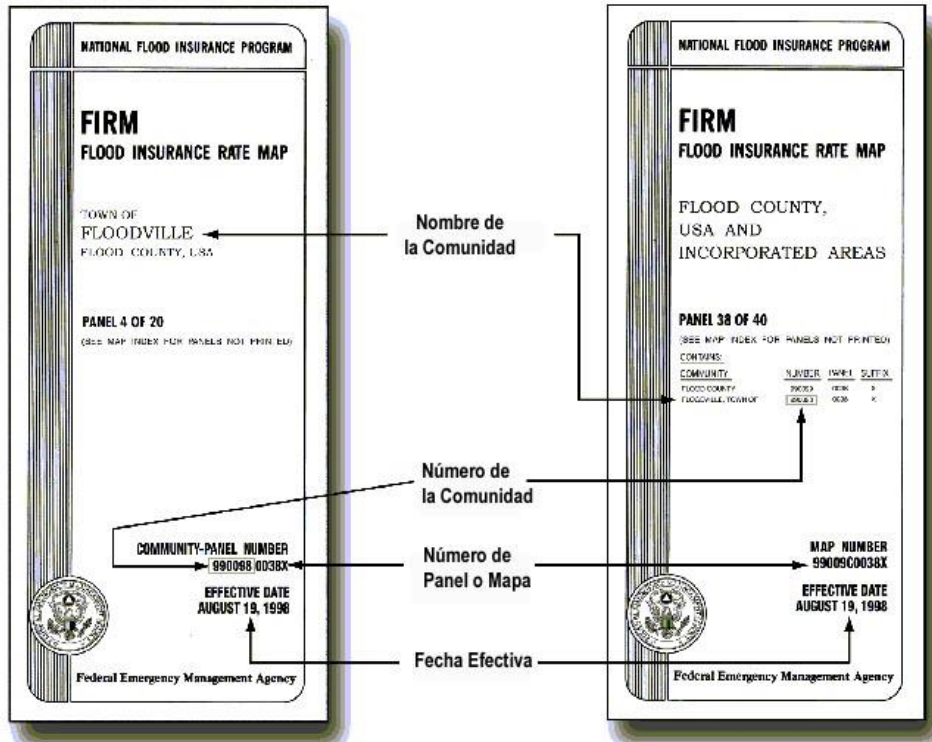 NATIONAL FLOOD INSURANCE PROGRAM
FIRM
FLOOD INSURANCE RATE MAP
TOWN OF
FLOODVILLE
FLOOD COUNTY, USA
PANEL 4 OF 20
(SEE MAP INDEX FOR PANELS NOT PRINTED)
COMMUNITY-PANEL NUMBER
990098 0038X
EFFECTIVE DATE
AUGUST 19, 1998
Federal Emergency Management Agency
Nombre de
la Comunidad
Número de
la Comunidad
Número de
Panel o Mapa
Fecha Efectiva
NATIONAL FLOOD INSURANCE PROGRAM
FIRM
FLOOD INSURANCE RATE MAP
FLOOD COUNTY,
USA AND
INCORPORATED AREAS
PANEL 38 OF 40
(SEE MAP INDEX FOR PANELS NOT PRINTED)
CONTAINS:
COMMUNITY NUMBER PANEL SUFFIX
FLOOD COUNTY 0038 X
FLOODVILLE, TOWN OF 0038 X
MAP NUMBER
99009C0038X
EFFECTIVE DATE
AUGUST 19, 1998
Federal Emergency Management Agency